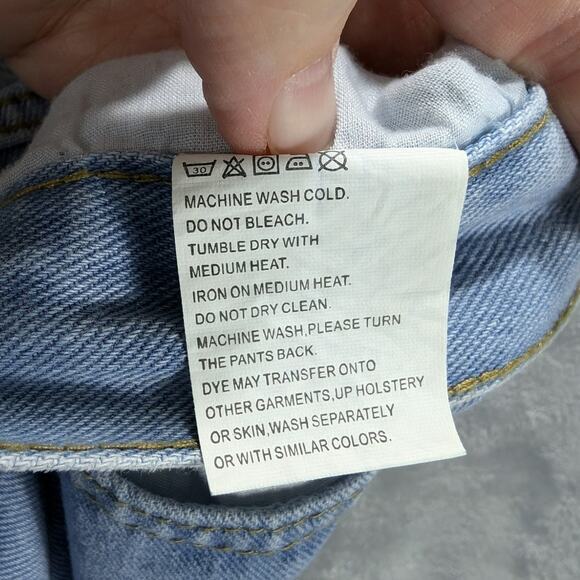 30
MACHINE WASH COLD.
DO NOT BLEACH.
TUMBLE DRY WITH
MEDIUM HEAT.
IRON ON MEDIUM HEAT.
DO NOT DRY CLEAN.
MACHINE WASH,PLEASE TURN
THE PANTS BACK.
DYE MAY TRANSFER ONTO
OTHER GARMENTS,UP HOLSTERY
OR SKIN,WASH SEPARATELY
OR WITH SIMILAR COLORS.